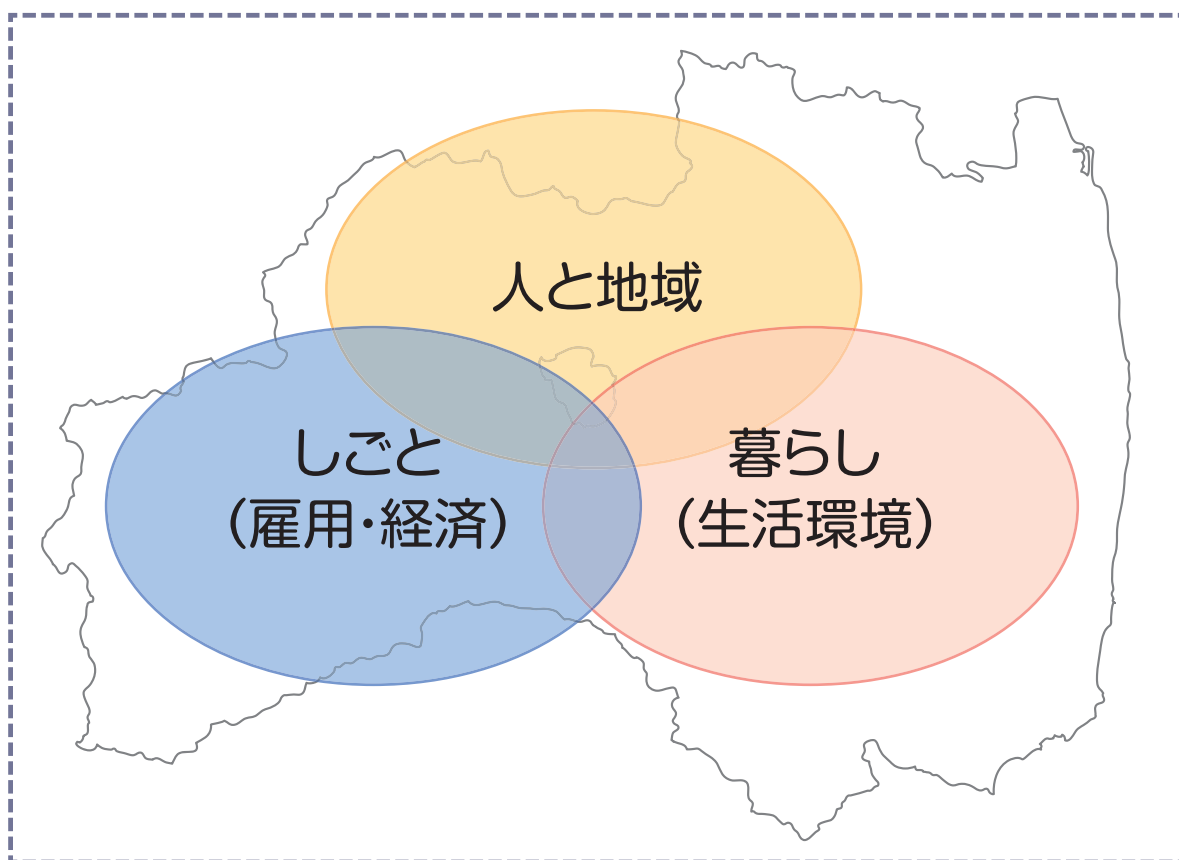 人と地域
しごと
（雇用・経済）
暮らし
（生活環境）